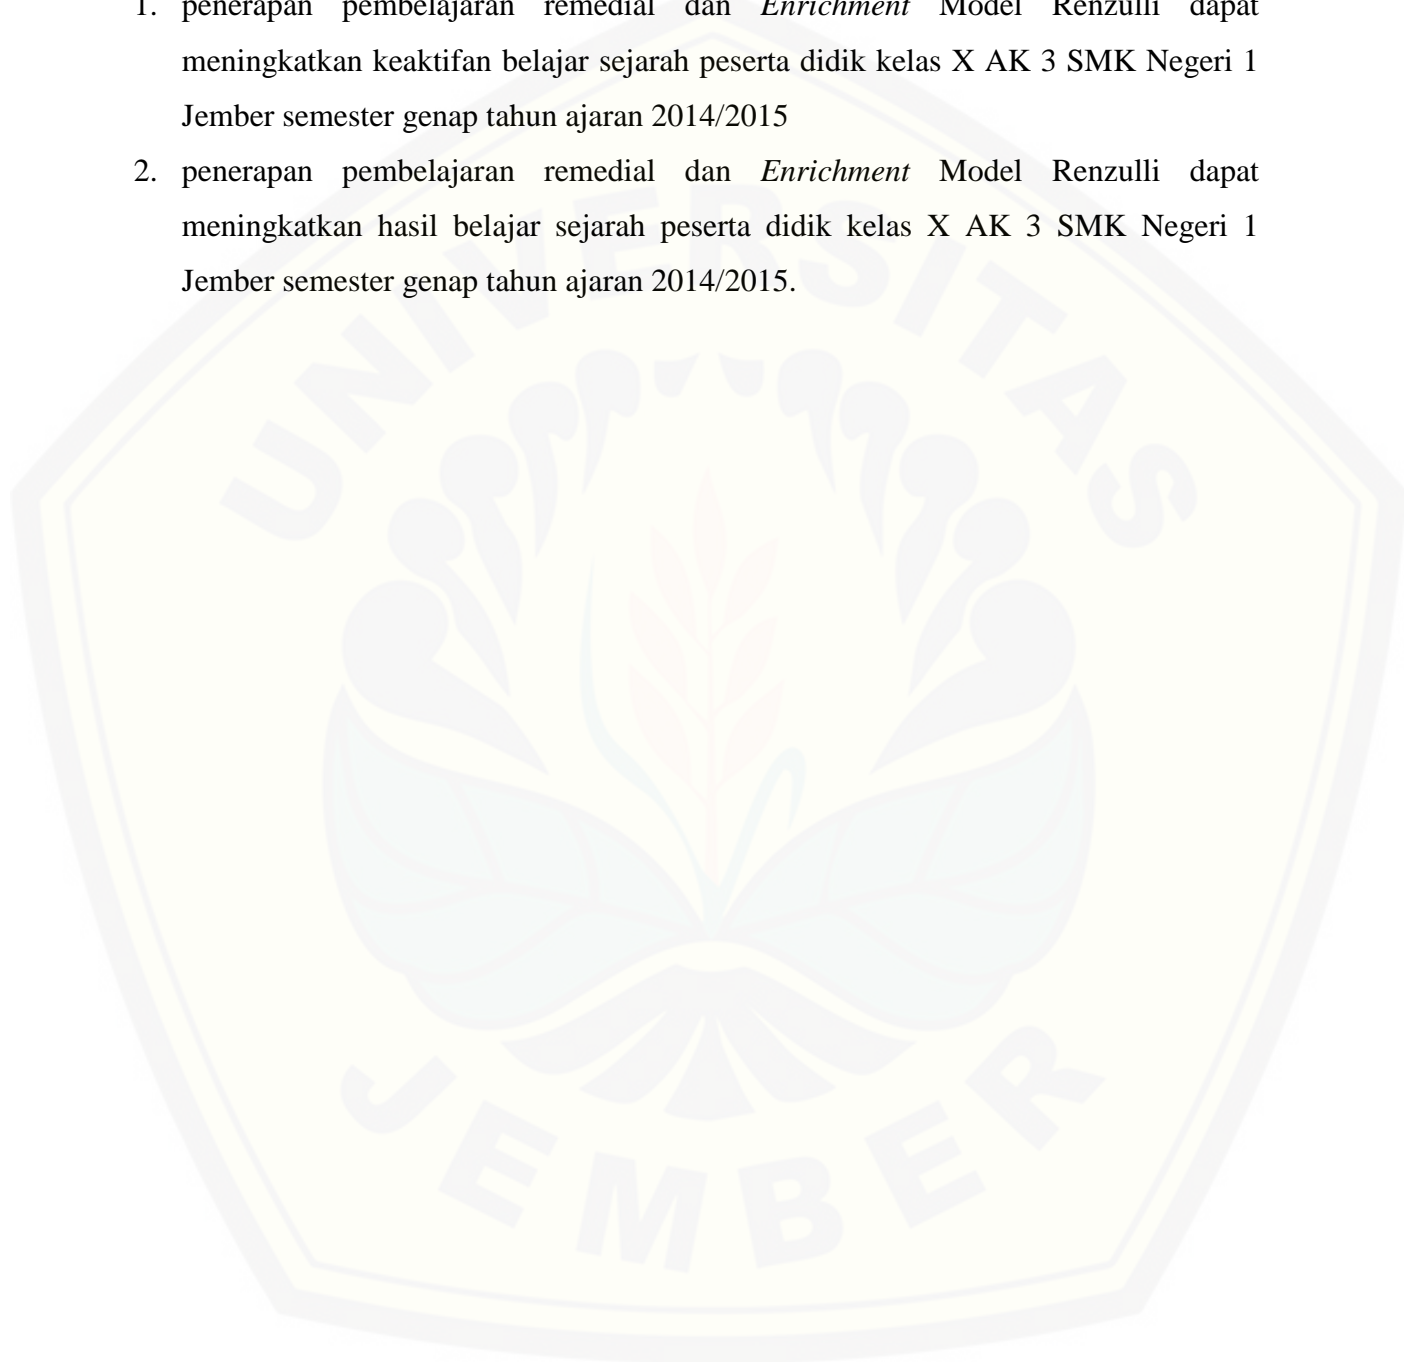 1. penerapan pembelajaran remedial dan Enrichment Model Renzulli dapat
meningkatkan keaktifan belajar sejarah peserta didik kelas X AK 3 SMK Negeri 1
Jember semester genap tahun ajaran 2014/2015
2. penerapan pembelajaran remedial dan Enrichment Model Renzulli dapat
meningkatkan hasil belajar sejarah peserta didik kelas X AK 3 SMK Negeri 1
Jember semester genap tahun ajaran 2014/2015.
UNIVERSITAS
JEMBER